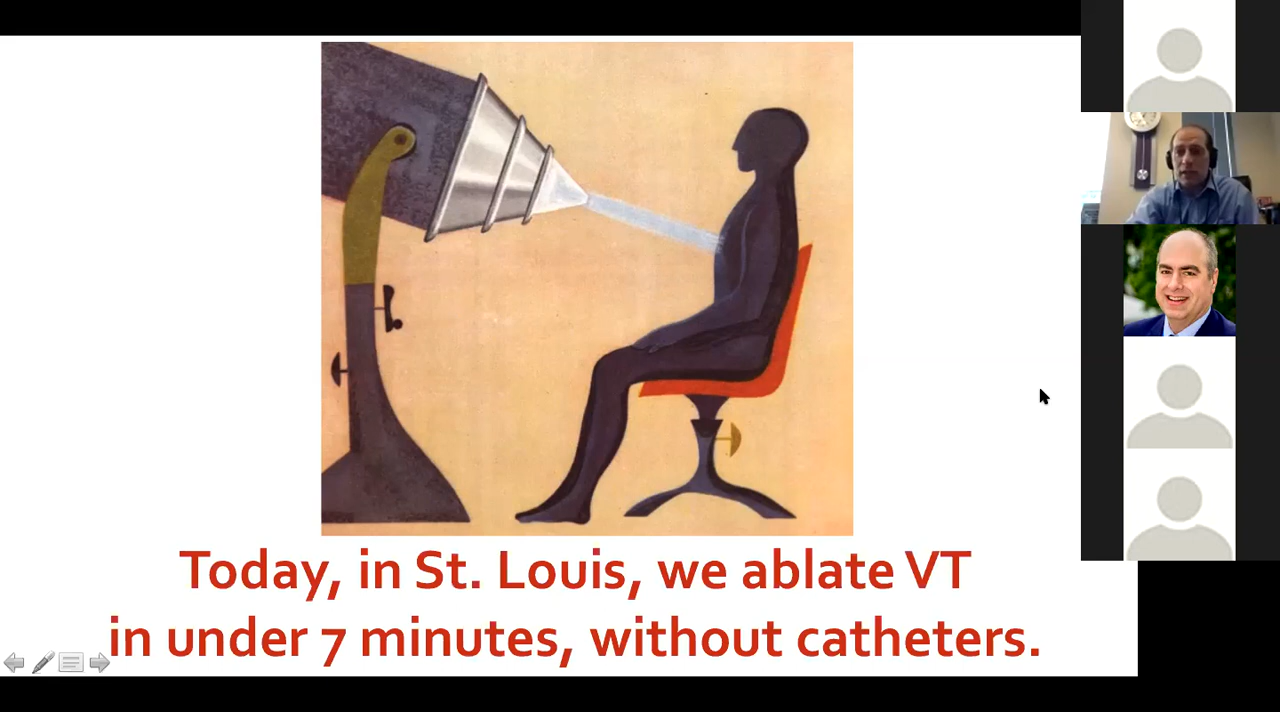 Today, in St. Louis, we ablate VT
in under 7 minutes, without catheters.